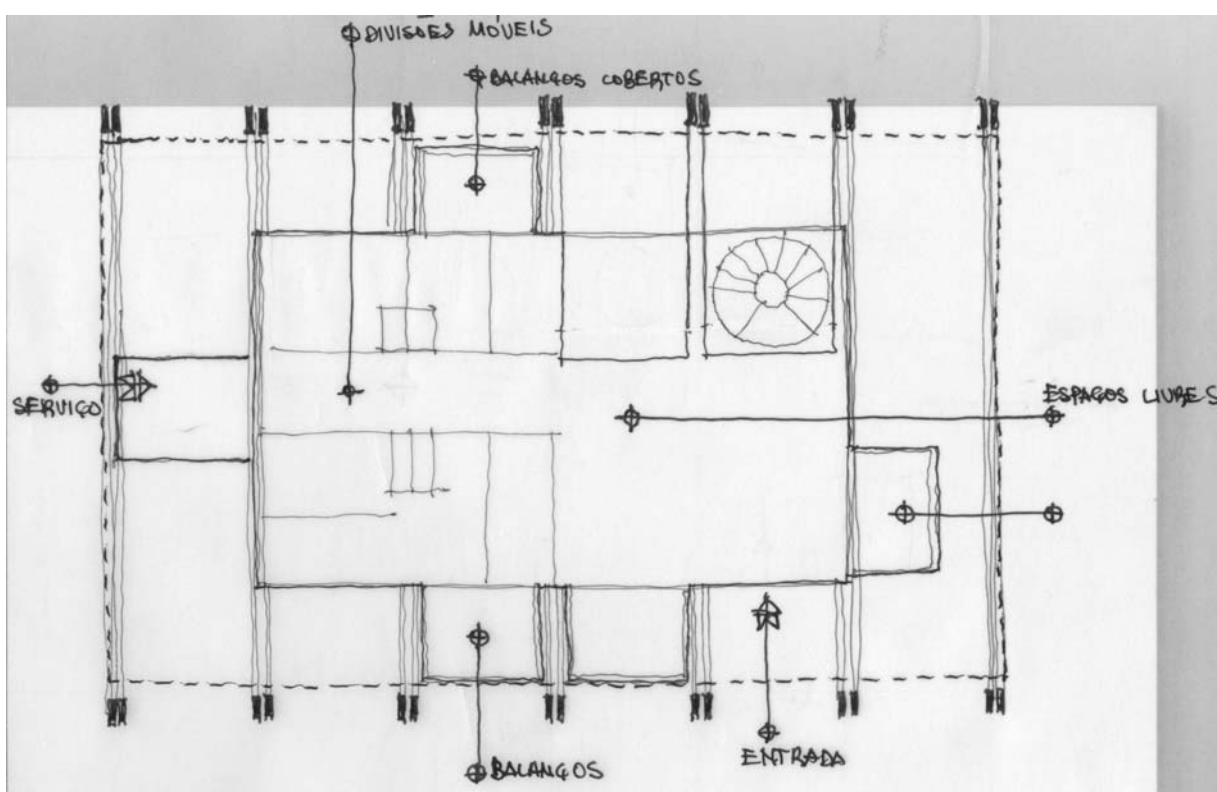 DIVISÕES MÓVEIS
BALANÇOS COBERTOS
SERVIÇO
ESPAÇOS LIVRES
BALANÇOS
ENTRADA